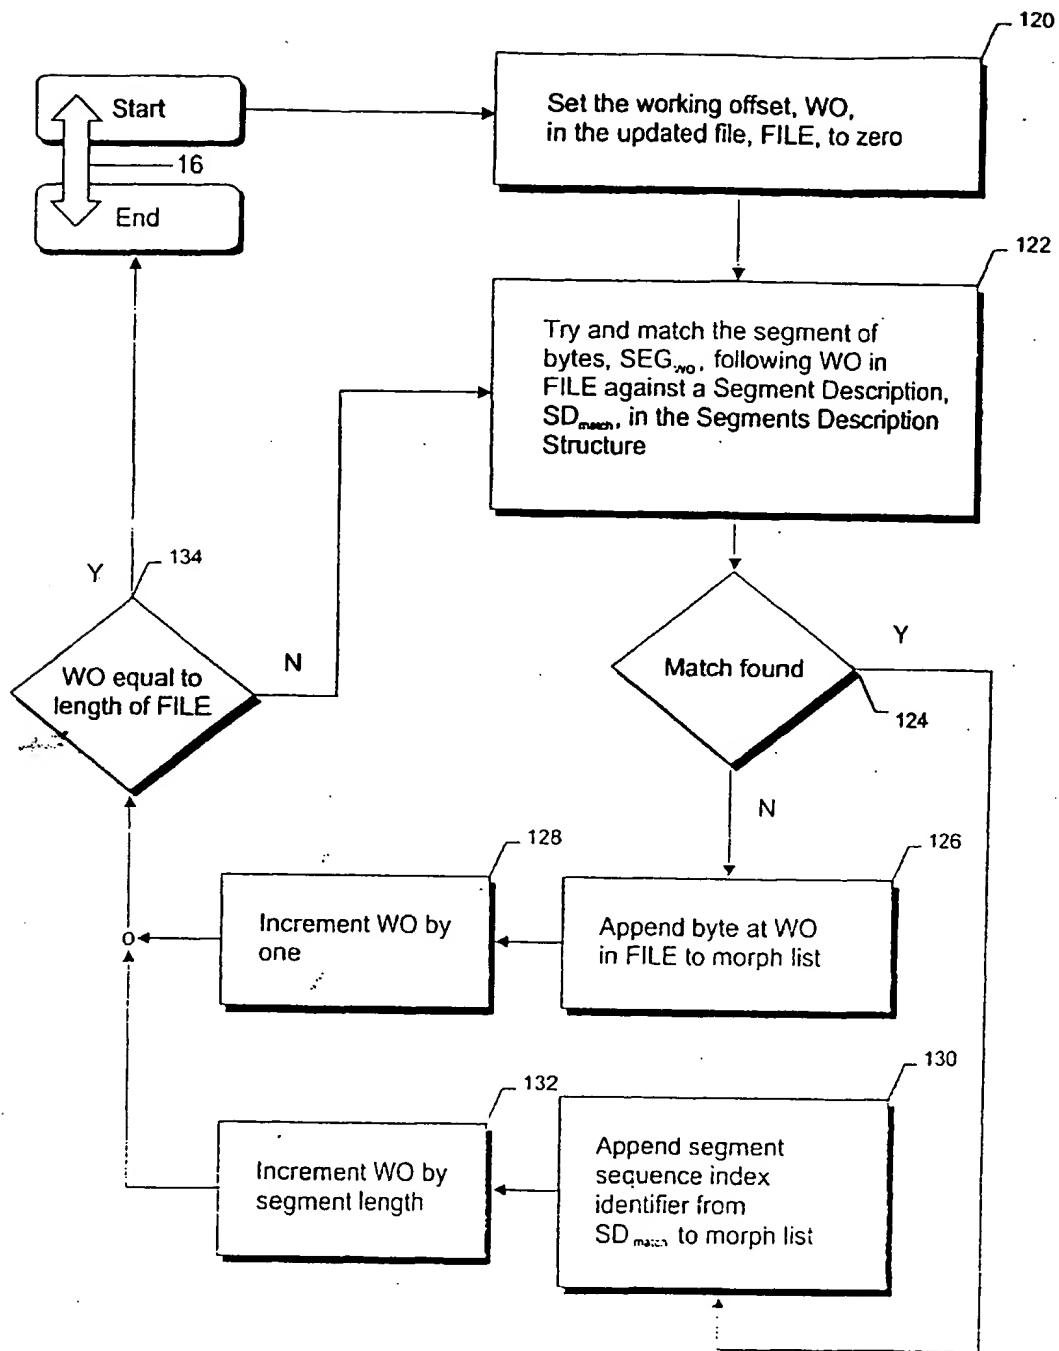 120
Start
Set the working offset, WO,
in the updated file, FILE, to zero
16
End
122
Try and match the segment of
bytes, SEGwo, following WO in
FILE against a Segment Description,
SDmatch, in the Segments Description
Structure
Y
134
N
WO equal to
length of FILE
Y
Match found
124
N
128
126
Increment WO by
one
Append byte at WO
in FILE to morph list
o
130
132
Increment WO by
segment length
Append segment
sequence index
identifier from
SDmatch to morph list